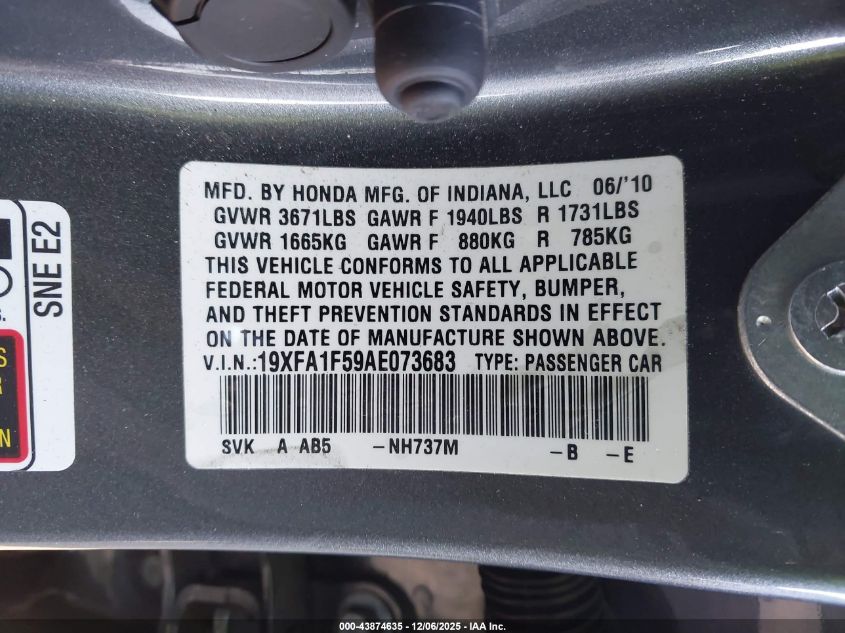 MFD. BY HONDA MFG. OF INDIANA, LLC 06/'10
GVWR 3671LBS GAWR F 1940LBS R 1731LBS
GVWR 1665KG GAWR F 880KG R 785KG
THIS VEHICLE CONFORMS TO ALL APPLICABLE
FEDERAL MOTOR VEHICLE SAFETY, BUMPER,
AND THEFT PREVENTION STANDARDS IN EFFECT
ON THE DATE OF MANUFACTURE SHOWN ABOVE.
V.I.N.:19XFA1F59AE073683 TYPE: PASSENGER CAR
SVK A AB5 -NH737M -B -E
SNE E2
000-43874635 - 12/06/2025 - IAA Inc.